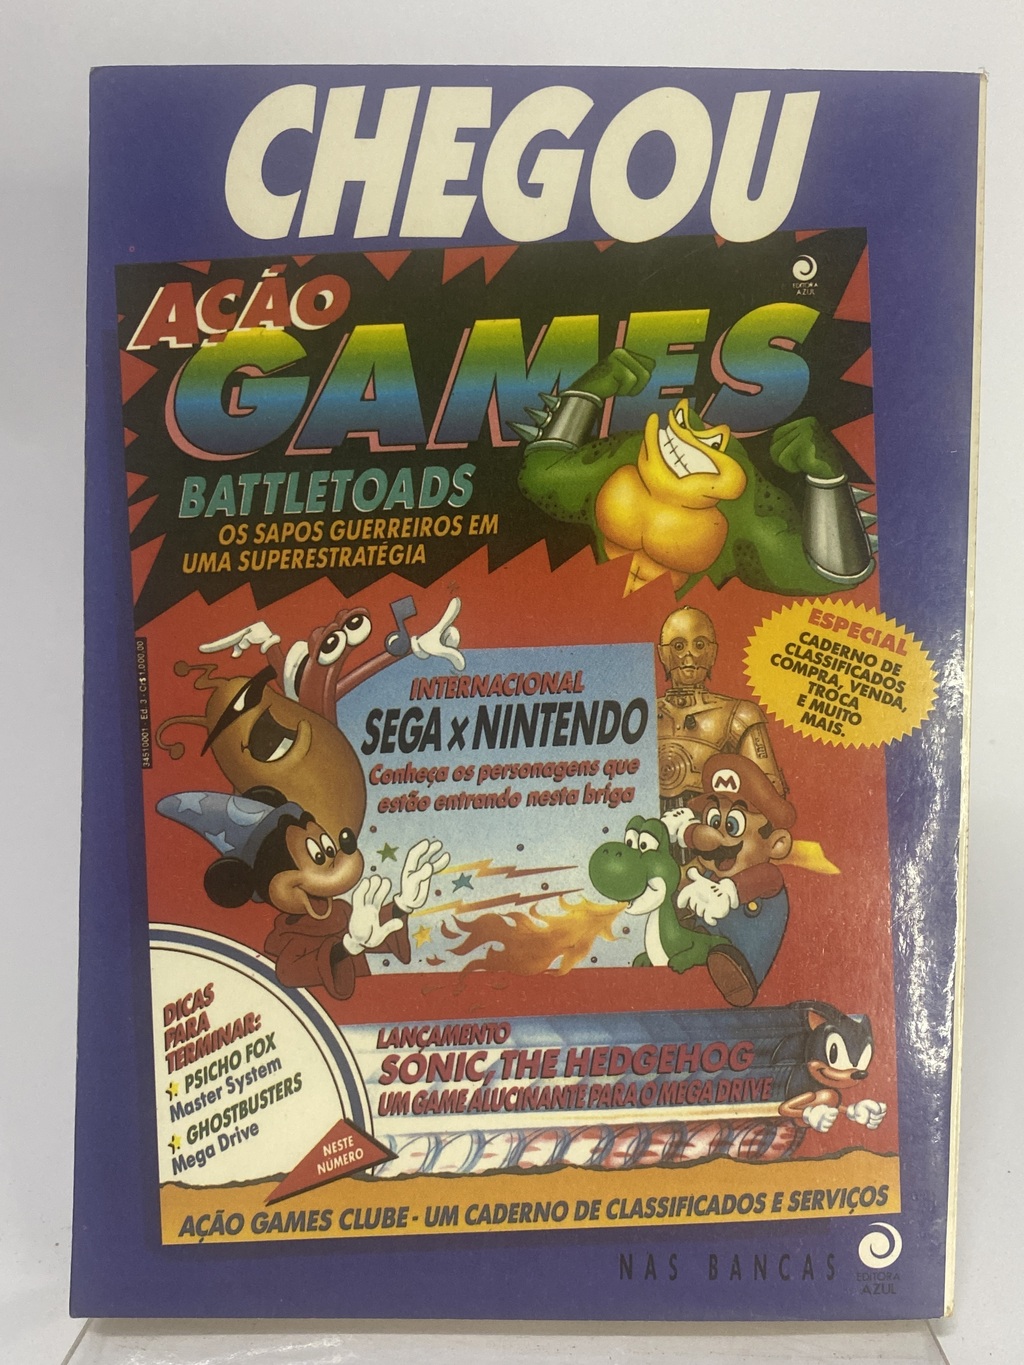 CHEGOU
AÇÃO
GAMES
EDITORA
AZUL
BATTLETOADS
OS SAPOS GUERREIROS EM
UMA SUPERESTRATÉGIA
ESPECIAL
CADERNO DE
CLASSIFICADOS
COMPRA, VENDA,
TROCA
E MUITO
MAIS.
INTERNACIONAL
SEGA x NINTENDO
Conheça os personagens que
estão entrando nesta briga
M
DICAS
PARA
TERMINAR:
PSICHO FOX
Master System
GHOSTBUSTERS
Mega Drive
NESTE
NÚMERO
LANÇAMENTO
SONIC, THE HEDGEHOG
UM GAME ALUCINANTE PARA O MEGA DRIVE
AÇÃO GAMES CLUBE - UM CADERNO DE CLASSIFICADOS E SERVIÇOS
NAS BANCAS
EDITORA
AZUL